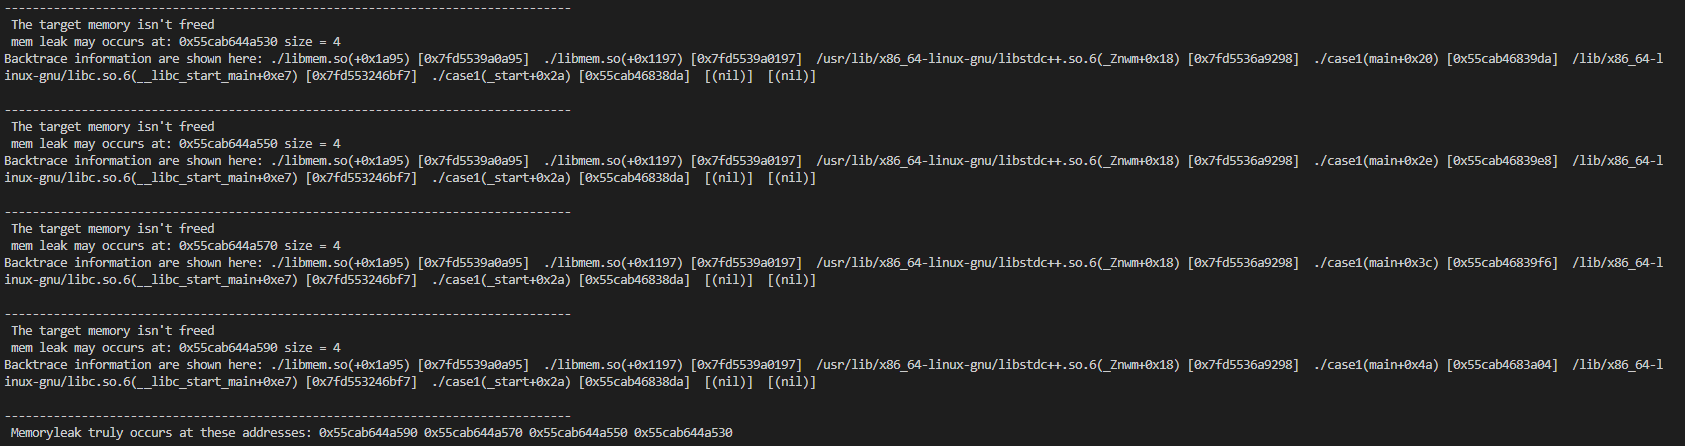 ---------------------------------------------------------------------------------
 The target memory isn't freed
 mem leak may occurs at: 0x55cab644a530 size = 4
Backtrace information are shown here: ./libmem.so(+0x1a95) [0x7fd5539a0a95]  ./libmem.so(+0x1197) [0x7fd5539a0197]  /usr/lib/x86_64-linux-gnu/libstdc++.so.6(_Znwm+0x18) [0x7fd5536a9298]  ./case1(main+0x20) [0x55cab46839da]  /lib/x86_64-l
inux-gnu/libc.so.6(__libc_start_main+0xe7) [0x7fd553246bf7]  ./case1(_start+0x2a) [0x55cab46838da]  [(nil)]  [(nil)]
---------------------------------------------------------------------------------
 The target memory isn't freed
 mem leak may occurs at: 0x55cab644a550 size = 4
Backtrace information are shown here: ./libmem.so(+0x1a95) [0x7fd5539a0a95]  ./libmem.so(+0x1197) [0x7fd5539a0197]  /usr/lib/x86_64-linux-gnu/libstdc++.so.6(_Znwm+0x18) [0x7fd5536a9298]  ./case1(main+0x2e) [0x55cab46839e8]  /lib/x86_64-l
inux-gnu/libc.so.6(__libc_start_main+0xe7) [0x7fd553246bf7]  ./case1(_start+0x2a) [0x55cab46838da]  [(nil)]  [(nil)]
---------------------------------------------------------------------------------
 The target memory isn't freed
 mem leak may occurs at: 0x55cab644a570 size = 4
Backtrace information are shown here: ./libmem.so(+0x1a95) [0x7fd5539a0a95]  ./libmem.so(+0x1197) [0x7fd5539a0197]  /usr/lib/x86_64-linux-gnu/libstdc++.so.6(_Znwm+0x18) [0x7fd5536a9298]  ./case1(main+0x3c) [0x55cab46839f6]  /lib/x86_64-l
inux-gnu/libc.so.6(__libc_start_main+0xe7) [0x7fd553246bf7]  ./case1(_start+0x2a) [0x55cab46838da]  [(nil)]  [(nil)]
---------------------------------------------------------------------------------
 The target memory isn't freed
 mem leak may occurs at: 0x55cab644a590 size = 4
Backtrace information are shown here: ./libmem.so(+0x1a95) [0x7fd5539a0a95]  ./libmem.so(+0x1197) [0x7fd5539a0197]  /usr/lib/x86_64-linux-gnu/libstdc++.so.6(_Znwm+0x18) [0x7fd5536a9298]  ./case1(main+0x4a) [0x55cab4683a04]  /lib/x86_64-l
inux-gnu/libc.so.6(__libc_start_main+0xe7) [0x7fd553246bf7]  ./case1(_start+0x2a) [0x55cab46838da]  [(nil)]  [(nil)]
---------------------------------------------------------------------------------
 Memoryleak truly occurs at these addresses: 0x55cab644a590 0x55cab644a570 0x55cab644a550 0x55cab644a530